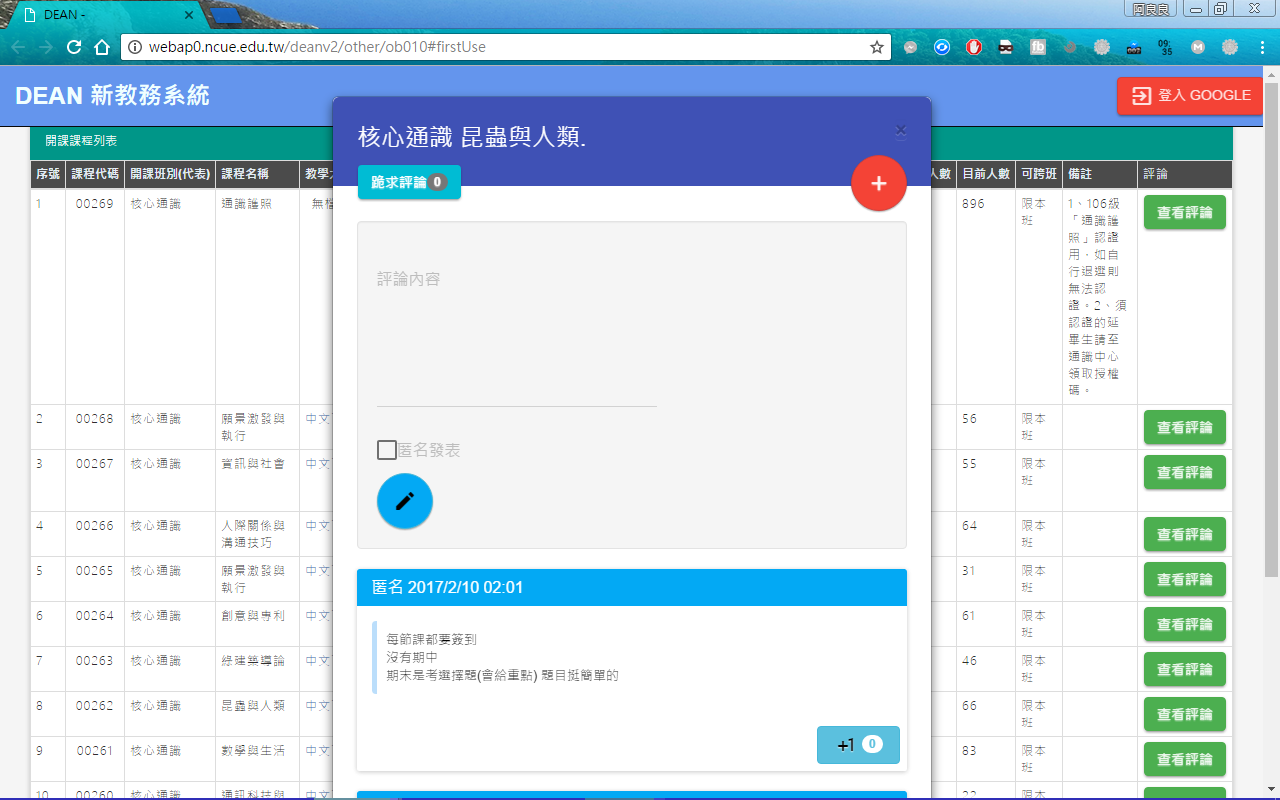 DEAN -
阿良良
webap0.ncue.edu.tw/deanv2/other/ob010#firstUse
09:
35
DEAN 新教務系統
登入 GOOGLE
開課課程列表
核心通識 昆蟲與人類.
×
跪求評論 0
+
評論內容
匿名發表
匿名 2017/2/10 02:01
每節課都要簽到
沒有期中
期末是考選擇題(會給重點) 題目挺簡單的
+1 0
序號 課程代碼 開課班別(代表) 課程名稱 教學 人數 目前人數 可跨班 備註 評論
1 00269 核心通識 通識護照 無檔 896 限本班 查看評論
1、106級
「通識護
照」認證
用，如自
行退選則
無法認
證。2、須
認證的延
畢生請至
通識中心
領取授權
碼。
2 00268 核心通識 願景激發與執行 中文 56 限本班 查看評論
3 00267 核心通識 資訊與社會 中文 55 限本班 查看評論
4 00266 核心通識 人際關係與溝通技巧 中文 64 限本班 查看評論
5 00265 核心通識 願景激發與執行 中文 31 限本班 查看評論
6 00264 核心通識 創意與專利 中文 61 限本班 查看評論
7 00263 核心通識 綠建築導論 中文 46 限本班 查看評論
8 00262 核心通識 昆蟲與人類 中文 66 限本班 查看評論
9 00261 核心通識 數學與生活 中文 83 限本班 查看評論
10 00260 核心通識 通訊科技與 中文 22 限本